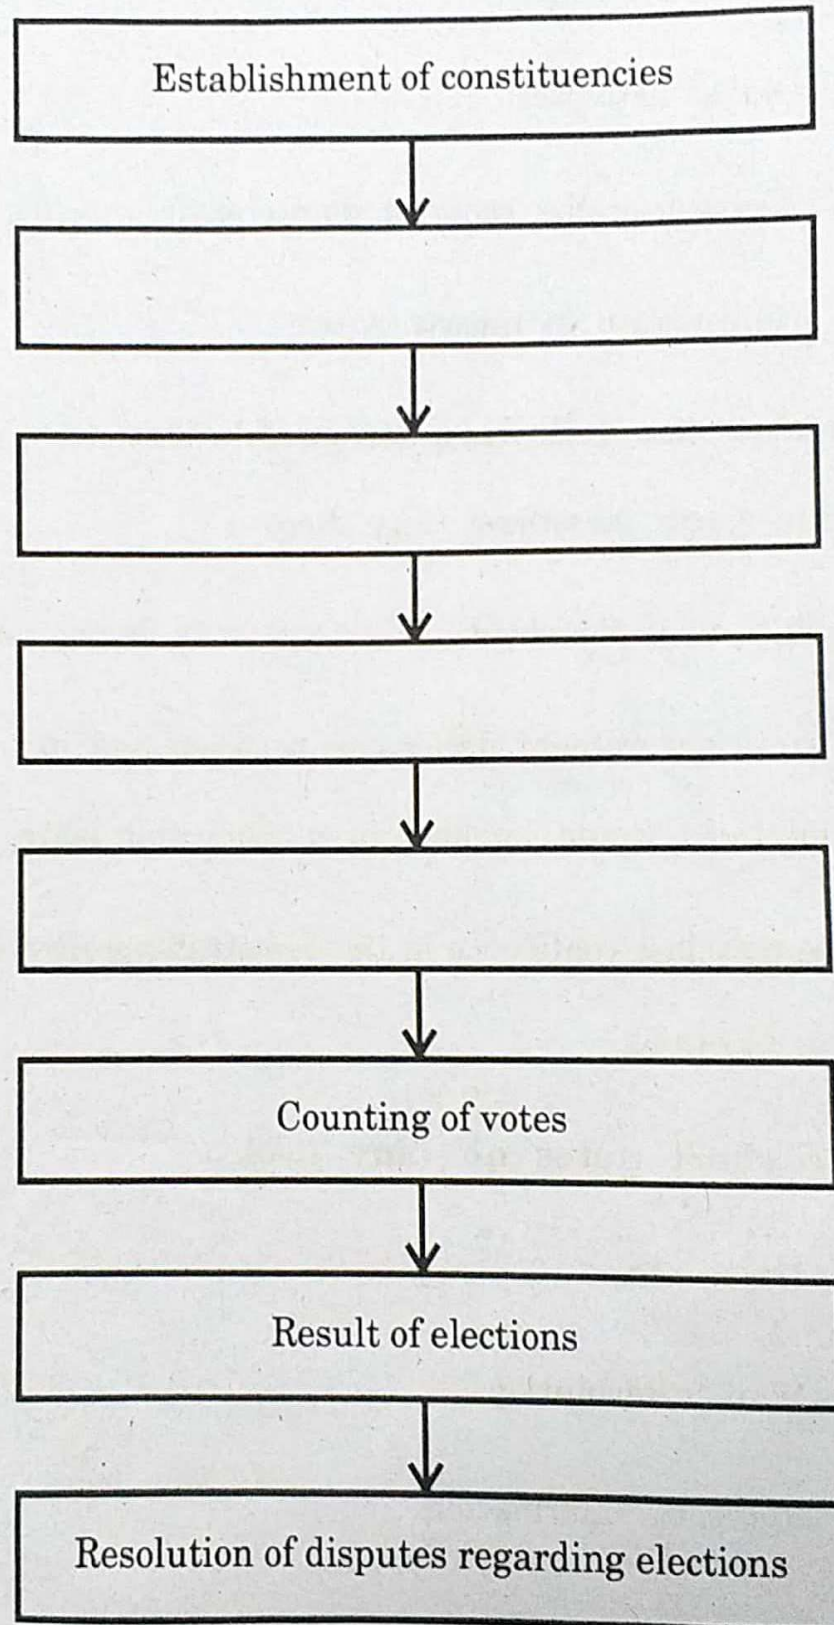 Establishment of constituencies
Counting of votes
Result of elections
Resolution of disputes regarding elections